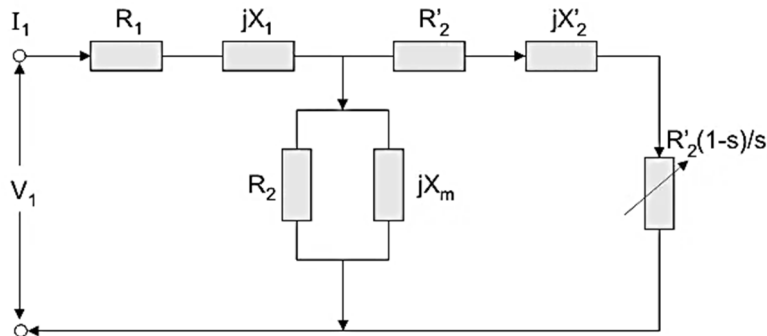 I₁ R₁ jX₁ R'₂ jX'₂
R'₂(1-s)/s
V₁ R₂ jXₘ